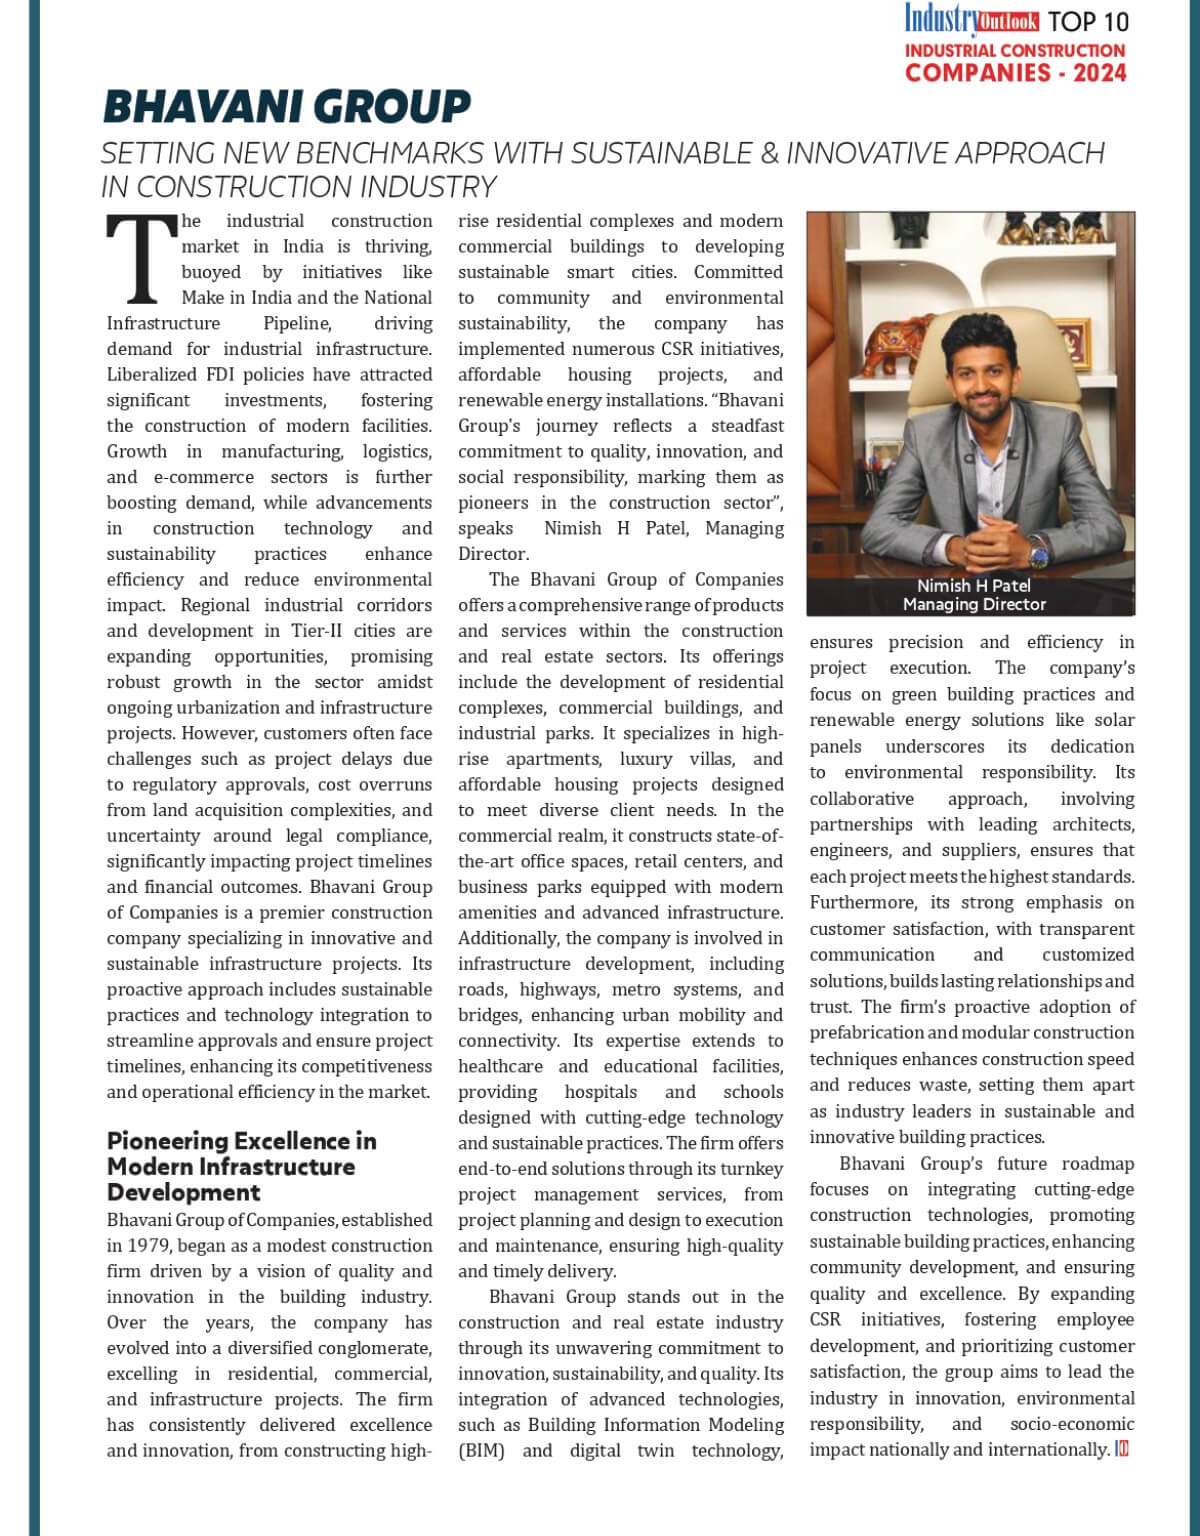 IndustryOutlook TOP 10
INDUSTRIAL CONSTRUCTION
COMPANIES - 2024
BHAVANI GROUP
SETTING NEW BENCHMARKS WITH SUSTAINABLE & INNOVATIVE APPROACH
IN CONSTRUCTION INDUSTRY
The industrial construction
market in India is thriving,
buoyed by initiatives like
Make in India and the National
Infrastructure Pipeline, driving
demand for industrial infrastructure.
Liberalized FDI policies have attracted
significant investments, fostering
the construction of modern facilities.
Growth in manufacturing, logistics,
and e-commerce sectors is further
boosting demand, while advancements
in construction technology and
sustainability practices enhance
efficiency and reduce environmental
impact. Regional industrial corridors
and development in Tier-II cities are
expanding opportunities, promising
robust growth in the sector amidst
ongoing urbanization and infrastructure
projects. However, customers often face
challenges such as project delays due
to regulatory approvals, cost overruns
from land acquisition complexities, and
uncertainty around legal compliance,
significantly impacting project timelines
and financial outcomes. Bhavani Group
of Companies is a premier construction
company specializing in innovative and
sustainable infrastructure projects. Its
proactive approach includes sustainable
practices and technology integration to
streamline approvals and ensure project
timelines, enhancing its competitiveness
and operational efficiency in the market.
Pioneering Excellence in
Modern Infrastructure
Development
Bhavani Group of Companies, established
in 1979, began as a modest construction
firm driven by a vision of quality and
innovation in the building industry.
Over the years, the company has
evolved into a diversified conglomerate,
excelling in residential, commercial,
and infrastructure projects. The firm
has consistently delivered excellence
and innovation, from constructing high-
rise residential complexes and modern
commercial buildings to developing
sustainable smart cities. Committed
to community and environmental
sustainability, the company has
implemented numerous CSR initiatives,
affordable housing projects, and
renewable energy installations. “Bhavani
Group's journey reflects a steadfast
commitment to quality, innovation, and
social responsibility, marking them as
pioneers in the construction sector”,
speaks Nimish H Patel, Managing
Director.
The Bhavani Group of Companies
offers a comprehensive range of products
and services within the construction
and real estate sectors. Its offerings
include the development of residential
complexes, commercial buildings, and
industrial parks. It specializes in high-
rise apartments, luxury villas, and
affordable housing projects designed
to meet diverse client needs. In the
commercial realm, it constructs state-of-
the-art office spaces, retail centers, and
business parks equipped with modern
amenities and advanced infrastructure.
Additionally, the company is involved in
infrastructure development, including
roads, highways, metro systems, and
bridges, enhancing urban mobility and
connectivity. Its expertise extends to
healthcare and educational facilities,
providing hospitals and schools
designed with cutting-edge technology
and sustainable practices. The firm offers
end-to-end solutions through its turnkey
project management services, from
project planning and design to execution
and maintenance, ensuring high-quality
and timely delivery.
Bhavani Group stands out in the
construction and real estate industry
through its unwavering commitment to
innovation, sustainability, and quality. Its
integration of advanced technologies,
such as Building Information Modeling
(BIM) and digital twin technology,
Nimish H Patel
Managing Director
ensures precision and efficiency in
project execution. The company’s
focus on green building practices and
renewable energy solutions like solar
panels underscores its dedication
to environmental responsibility. Its
collaborative approach, involving
partnerships with leading architects,
engineers, and suppliers, ensures that
each project meets the highest standards.
Furthermore, its strong emphasis on
customer satisfaction, with transparent
communication and customized
solutions, builds lasting relationships and
trust. The firm’s proactive adoption of
prefabrication and modular construction
techniques enhances construction speed
and reduces waste, setting them apart
as industry leaders in sustainable and
innovative building practices.
Bhavani Group’s future roadmap
focuses on integrating cutting-edge
construction technologies, promoting
sustainable building practices, enhancing
community development, and ensuring
quality and excellence. By expanding
CSR initiatives, fostering employee
development, and prioritizing customer
satisfaction, the group aims to lead the
industry in innovation, environmental
responsibility, and socio-economic
impact nationally and internationally. IO